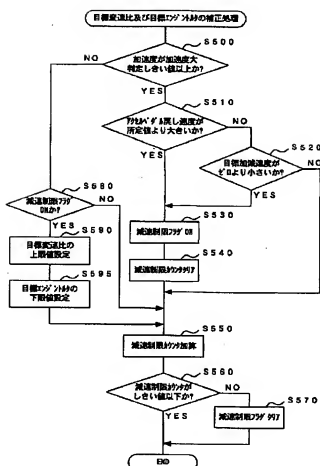 目標変速比及び目標エンジントルクの補正処理
S500
加速度が加速度大
判定しきい値以上か?
NO
YES
S510
アクセルペダル戻し速度が
所定値より大きいか?
NO
YES
S520
目標加減速度が
ゼロより小さいか?
NO
YES
S580
減速制限フラグ
ONか?
NO
YES
S590
目標変速比の
上限値設定
S595
目標エンジントルクの
下限値設定
S530
減速制限フラグON
S540
減速制限カウンタクリア
S550
減速制限カウンタ加算
S560
減速制限カウンタが
しきい値以下か?
NO
YES
S570
減速制限フラグクリア
END